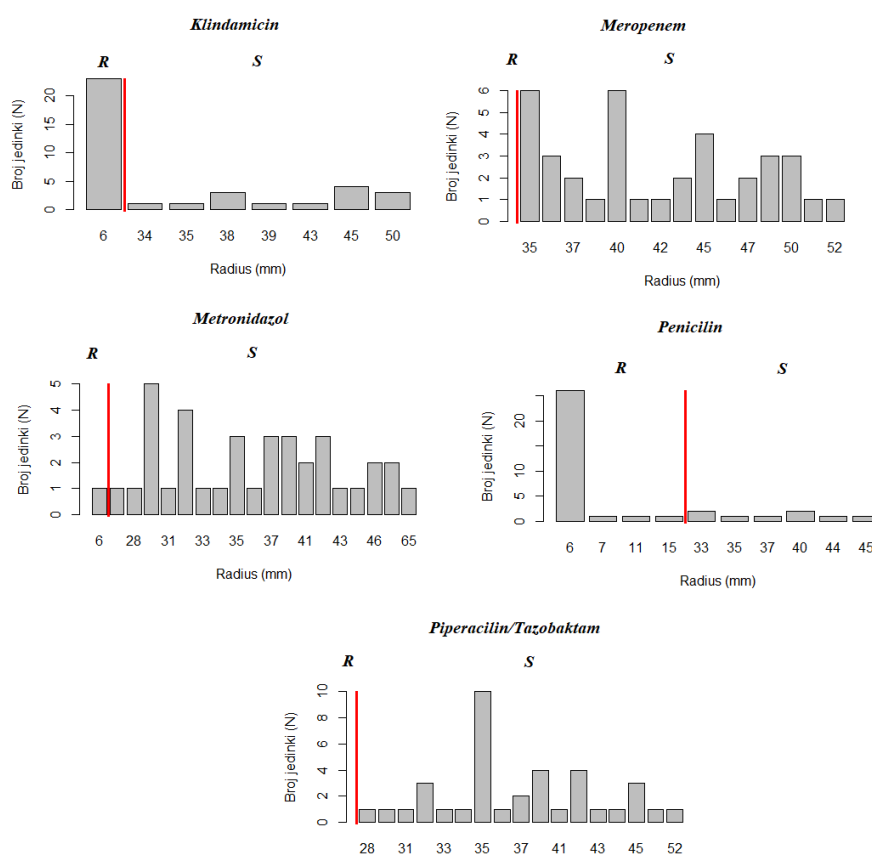 Klindamicin
R S
Broj jedinki (N)
20
15
10
5
0
6 34 35 38 39 43 45 50
Radius (mm)
Meropenem
R S
Broj jedinki (N)
6
5
4
3
2
1
0
35 37 40 42 45 47 50 52
Radius (mm)
Metronidazol
R S
Broj jedinki (N)
5
4
3
2
1
0
6 28 31 33 35 37 41 43 46 65
Radius (mm)
Penicilin
R S
Broj jedinki (N)
20
10
5
0
6 7 11 15 33 35 37 40 44 45
Radius (mm)
Piperacilin/Tazobaktam
R S
Broj jedinki (N)
10
8
6
4
2
0
28 31 33 35 37 41 43 45 52